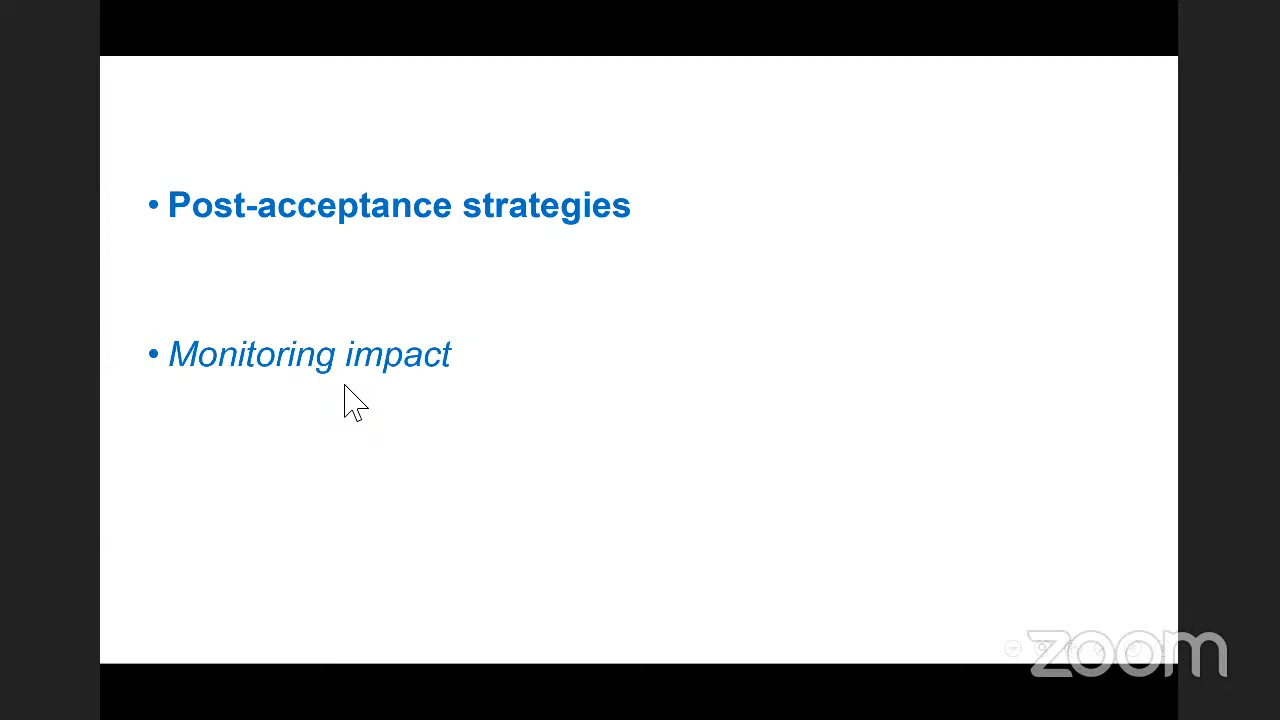 • Post-acceptance strategies
• Monitoring impact
zoom